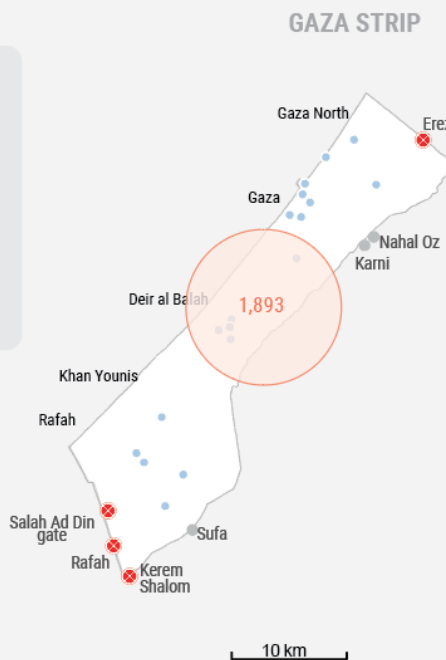 GAZA STRIP
Gaza North
Erez
Gaza
Nahal Oz
Karni
Deir al Balah
1,893
Khan Younis
Rafah
Salah Ad Din
gate
Sufa
Rafah
Kerem
Shalom
10 km